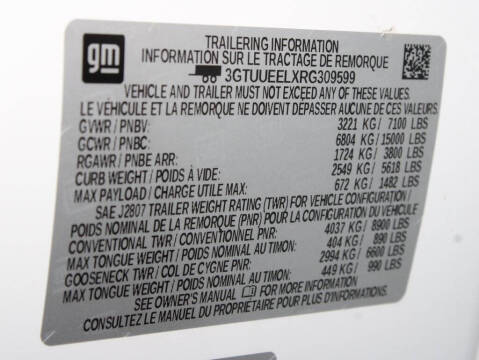 gm
TRAILERING INFORMATION
INFORMATION SUR LE TRACTAGE DE REMORQUE
3GTUUEELXRG309599
VEHICLE AND TRAILER MUST NOT EXCEED ANY OF THESE VALUES
LE VÉHICULE ET LA REMORQUE NE DOIVENT DÉPASSER AUCUNE DE CES VALEURS
GVWR / PNBV: 3221 KG / 7100 LBS
GCWR / PNBC: 6804 KG / 15000 LBS
RGAWR / PNBE ARR: 1724 KG / 3800 LBS
CURB WEIGHT / POIDS À VIDE: 2549 KG / 5618 LBS
MAX PAYLOAD / CHARGE UTILE MAX: 672 KG / 1482 LBS
SAE J2807 TRAILER WEIGHT RATING (TWR) FOR VEHICLE CONFIGURATION /
POIDS NOMINAL DE LA REMORQUE (PNR) POUR LA CONFIGURATION DU VÉHICULE
CONVENTIONAL TWR / CONVENTIONNEL PNR: 4037 KG / 8900 LBS
MAX TONGUE WEIGHT / POIDS NOMINAL MAXIMAL AU TIMON: 404 KG / 890 LBS
GOOSENECK TWR / COL DE CYGNE PNR: 2994 KG / 6600 LBS
MAX TONGUE WEIGHT / POIDS NOMINAL MAXIMAL AU TIMON: 449 KG / 990 LBS
SEE OWNER'S MANUAL FOR MORE INFORMATION
CONSULTEZ LE MANUEL DU PROPRIÉTAIRE POUR PLUS D'INFORMATIONS.